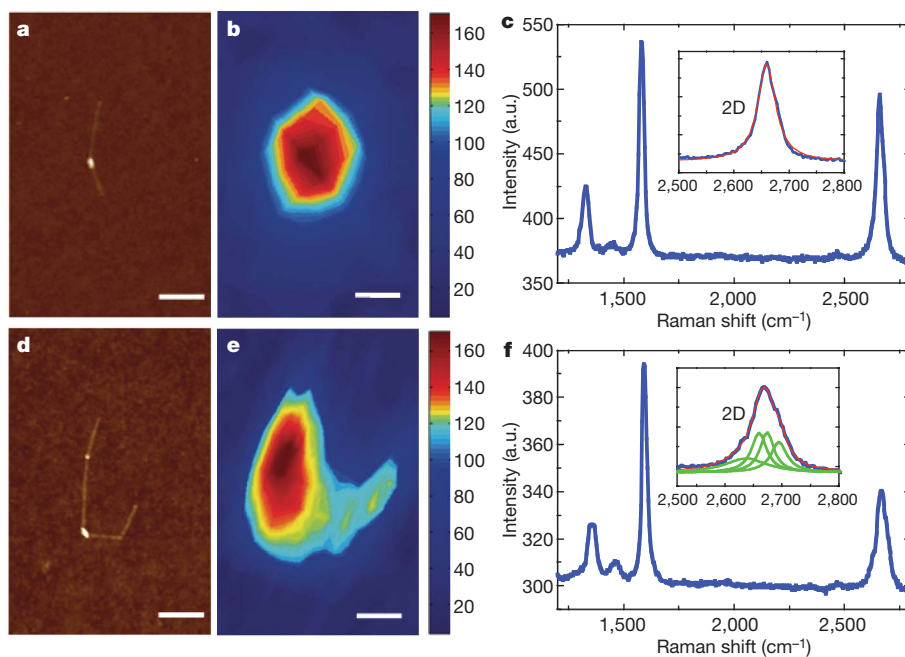 a
b
160
140
120
100
80
60
40
20
c
550
500
450
400
350
Intensity (a.u.)
2D
2,500 2,600 2,700 2,800
1,500 2,000 2,500
Raman shift (cm⁻¹)
d
e
160
140
120
100
80
60
40
20
f
400
380
360
340
320
300
Intensity (a.u.)
2D
2,500 2,600 2,700 2,800
1,500 2,000 2,500
Raman shift (cm⁻¹)